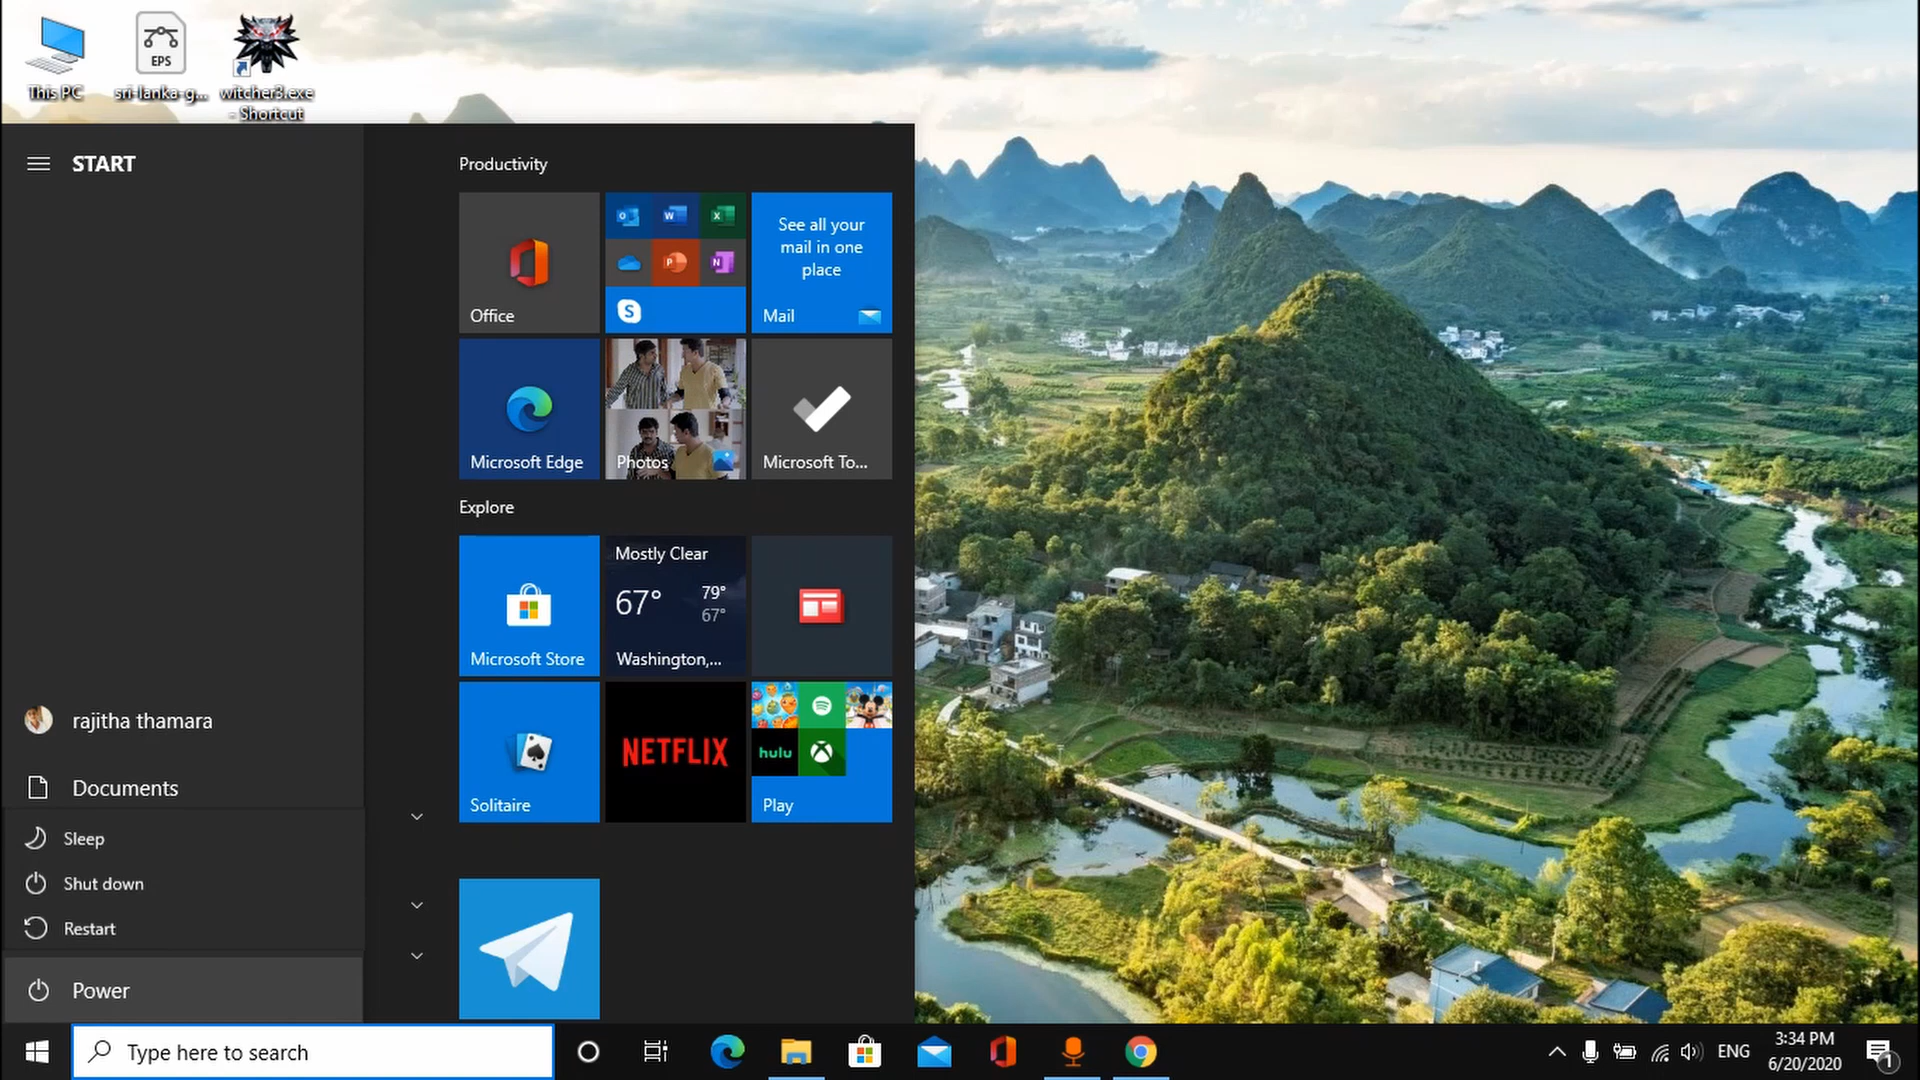 This PC
EPS
sri-lanka-g...
witcher3.exe
- Shortcut
START
rajitha thamara
Documents
Sleep
Shut down
Restart
Power
Productivity
Office
See all your
mail in one
place
Mail
Microsoft Edge
Photos
Microsoft To...
Explore
Microsoft Store
Mostly Clear
67°
79°
67°
Washington,...
Solitaire
NETFLIX
hulu
Play
Type here to search
ENG
3:34 PM
6/20/2020
1